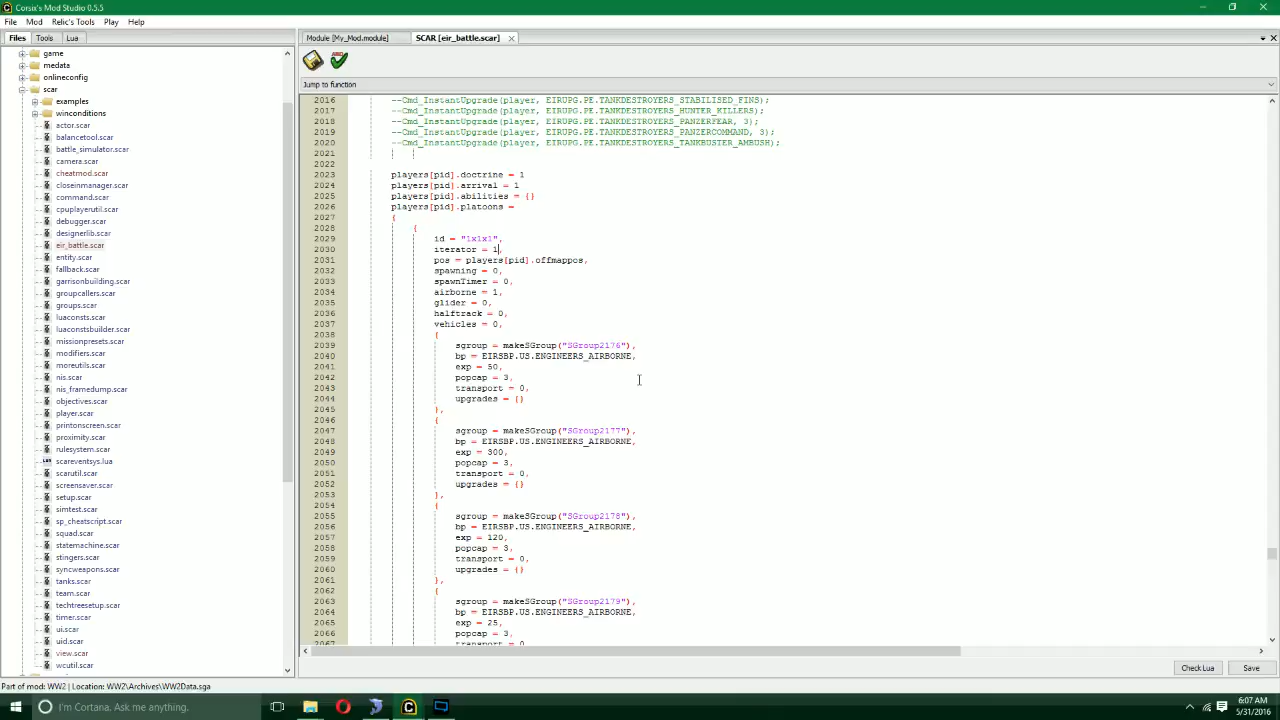 Corsix's Mod Studio 0.5.5
File Mod Relic's Tools Play Help
Files Tools Lua
Module [My_Mod.module] SCAR [eir_battle.scar]
Jump to function
game
medata
onlineconfig
scar
examples
winconditions
actor.scar
balancetool.scar
battle_simulator.scar
camera.scar
cheatmod.scar
closeinmanager.scar
command.scar
cpuplayerutil.scar
debugger.scar
designerlib.scar
eir_battle.scar
entity.scar
fallback.scar
garrisonbuilding.scar
groupcallers.scar
groups.scar
luaconsts.scar
luaconstsbuilder.scar
missionpresets.scar
modifiers.scar
moreutils.scar
nis.scar
nis_framedump.scar
objectives.scar
player.scar
printonscreen.scar
proximity.scar
rulesystem.scar
scareventsys.lua
scarutil.scar
screensaver.scar
setup.scar
simtest.scar
sp_cheatscript.scar
squad.scar
statemachine.scar
stingers.scar
syncweapons.scar
tanks.scar
team.scar
techtreesetup.scar
timer.scar
ui.scar
uid.scar
view.scar
wcutil.scar
2016 --Cmd_InstantUpgrade(player, EIRUPG.PE.TANKDESTROYERS_STABILISED_FINS);
2017 --Cmd_InstantUpgrade(player, EIRUPG.PE.TANKDESTROYERS_HUNTER_KILLERS);
2018 --Cmd_InstantUpgrade(player, EIRUPG.PE.TANKDESTROYERS_PANZERFEAR, 3);
2019 --Cmd_InstantUpgrade(player, EIRUPG.PE.TANKDESTROYERS_PANZERCOMMAND, 3);
2020 --Cmd_InstantUpgrade(player, EIRUPG.PE.TANKDESTROYERS_TANKBUSTER_AMBUSH);
2021
2022
2023 players[pid].doctrine = 1
2024 players[pid].arrival = 1
2025 players[pid].abilities = {}
2026 players[pid].platoons =
2027 {
2028 {
2029 id = "1x1x1",
2030 iterator = 1,
2031 pos = players[pid].offmappos,
2032 spawning = 0,
2033 spawnTimer = 0,
2034 airborne = 1,
2035 glider = 0,
2036 halftrack = 0,
2037 vehicles = 0,
2038 {
2039 sgroup = makeSGroup("SGroup2176"),
2040 bp = EIRSBP.US.ENGINEERS_AIRBORNE,
2041 exp = 50,
2042 popcap = 3,
2043 transport = 0,
2044 upgrades = {}
2045 },
2046 {
2047 sgroup = makeSGroup("SGroup2177"),
2048 bp = EIRSBP.US.ENGINEERS_AIRBORNE,
2049 exp = 300,
2050 popcap = 3,
2051 transport = 0,
2052 upgrades = {}
2053 },
2054 {
2055 sgroup = makeSGroup("SGroup2178"),
2056 bp = EIRSBP.US.ENGINEERS_AIRBORNE,
2057 exp = 120,
2058 popcap = 3,
2059 transport = 0,
2060 upgrades = {}
2061 },
2062 {
2063 sgroup = makeSGroup("SGroup2179"),
2064 bp = EIRSBP.US.ENGINEERS_AIRBORNE,
2065 exp = 25,
2066 popcap = 3,
2067 transport = 0
Check Lua Save
Part of mod: WW2 | Location: WW2\Archives\WW2Data.sga
I'm Cortana. Ask me anything.
6:07 AM
5/31/2016